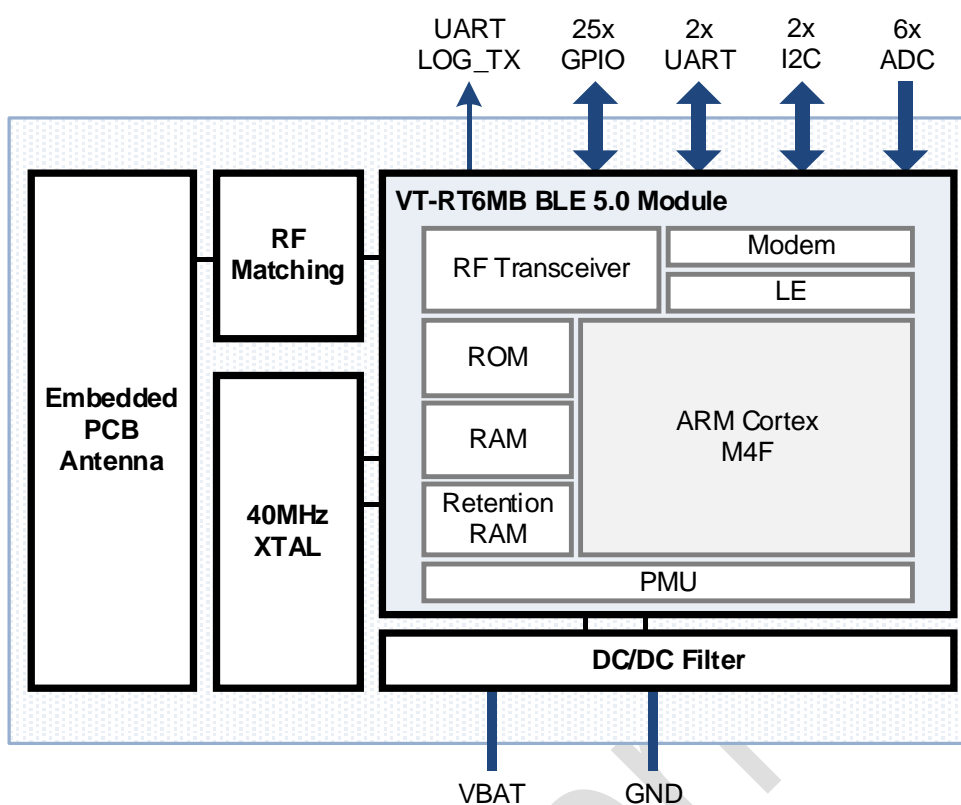 UART
LOG_TX
25x
GPIO
2x
UART
2x
I2C
6x
ADC
VT-RT6MB BLE 5.0 Module
RF
Matching
RF Transceiver
Modem
LE
ROM
Embedded
PCB
Antenna
RAM
ARM Cortex
M4F
40MHz
XTAL
Retention
RAM
PMU
DC/DC Filter
VBAT
GND